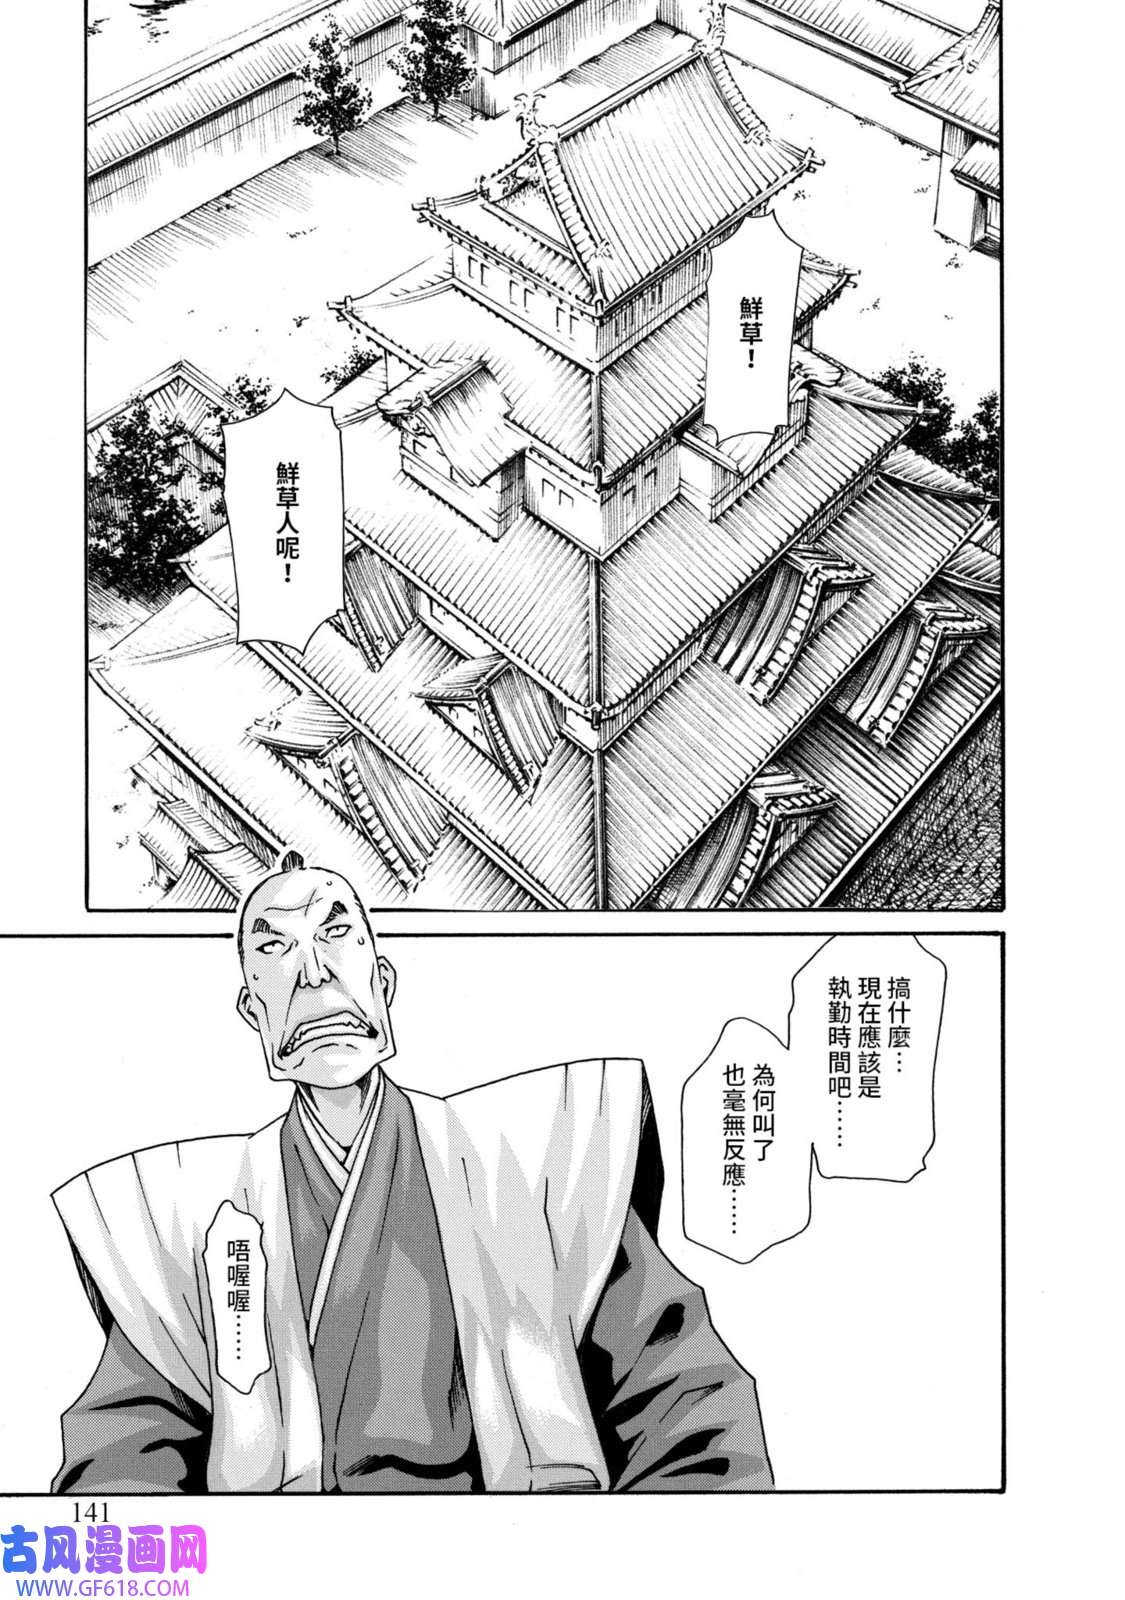 鮮草！
鮮草人呢！
搞什麼…
現在應該是
執勤時間吧……
為何叫了
也毫無反應……
唔喔喔……
141
古风漫画网
WWW.GF618.COM